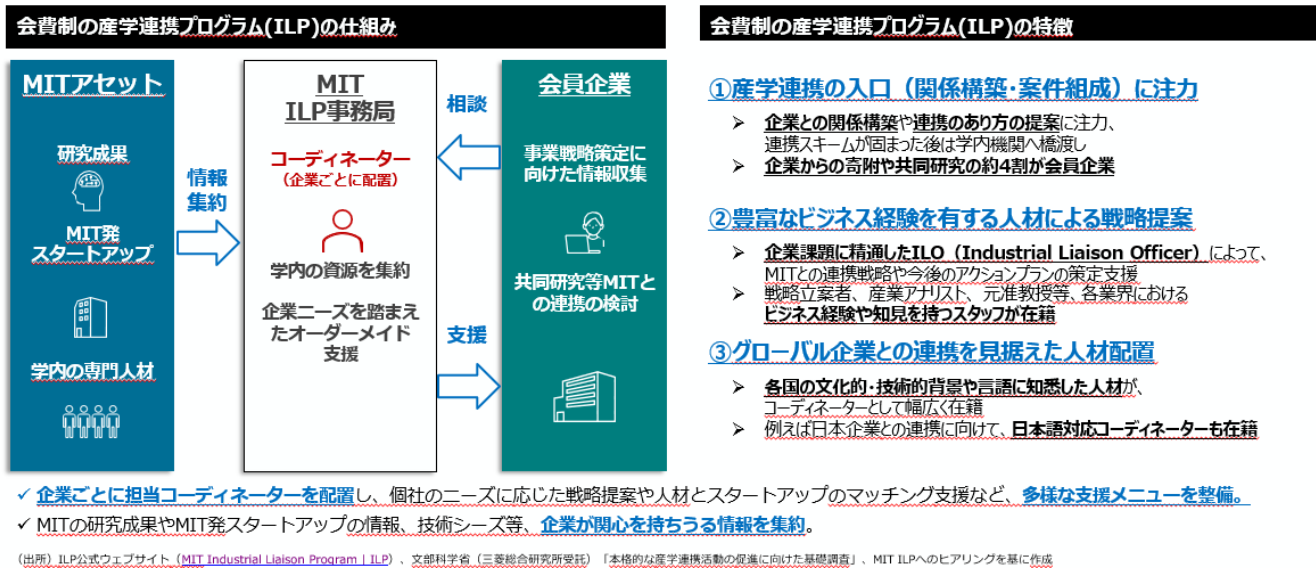 会費制の産学連携プログラム(ILP)の仕組み
MITアセット
研究成果
MIT発
スタートアップ
学内の専門人材
情報
集約
MIT
ILP事務局
コーディネーター
(企業ごとに配置)
学内の資源を集約
企業ニーズを踏まえ
たオーダーメイド
支援
相談
支援
会員企業
事業戦略策定に
向けた情報収集
共同研究等MITと
の連携の検討
会費制の産学連携プログラム(ILP)の特徴
①産学連携の入口（関係構築・案件組成）に注力
➢ 企業との関係構築や連携のあり方の提案に注力、
連携スキームが固まった後は学内機関へ橋渡し
➢ 企業からの寄附や共同研究の約4割が会員企業
②豊富なビジネス経験を有する人材による戦略提案
➢ 企業課題に精通したILO（Industrial Liaison Officer）によって、
MITとの連携戦略や今後のアクションプランの策定支援
➢ 戦略立案者、産業アナリスト、元准教授等、各業界における
ビジネス経験や知見を持つスタッフが在籍
③グローバル企業との連携を見据えた人材配置
➢ 各国の文化的・技術的背景や言語に知悉した人材が、
コーディネーターとして幅広く在籍
➢ 例えば日本企業との連携に向けて、日本語対応コーディネーターも在籍
✓ 企業ごとに担当コーディネーターを配置し、個社のニーズに応じた戦略提案や人材とスタートアップのマッチング支援など、多様な支援メニューを整備。
✓ MITの研究成果やMIT発スタートアップの情報、技術シーズ等、企業が関心を持ちうる情報を集約。
（出所）ILP公式ウェブサイト（MIT Industrial Liaison Program | ILP）、文部科学省（三菱総合研究所受託）「本格的な産学連携活動の促進に向けた基礎調査」、MIT ILPへのヒアリングを基に作成